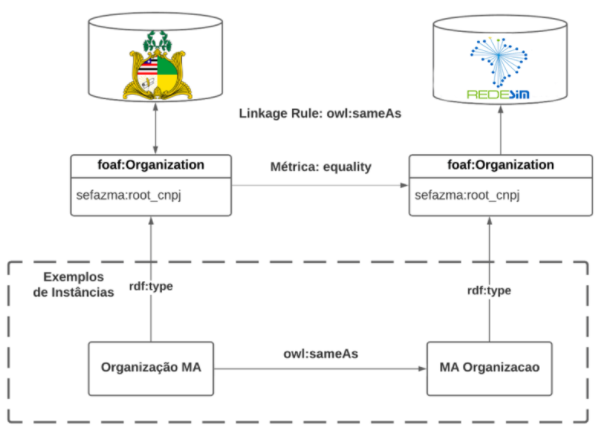 REDESIM
Linkage Rule: owl:sameAs
foaf:Organization
sefazma:root_cnpj
Métrica: equality
foaf:Organization
sefazma:root_cnpj
Exemplos
de Instâncias
rdf:type
rdf:type
Organização MA
owl:sameAs
MA Organizacao